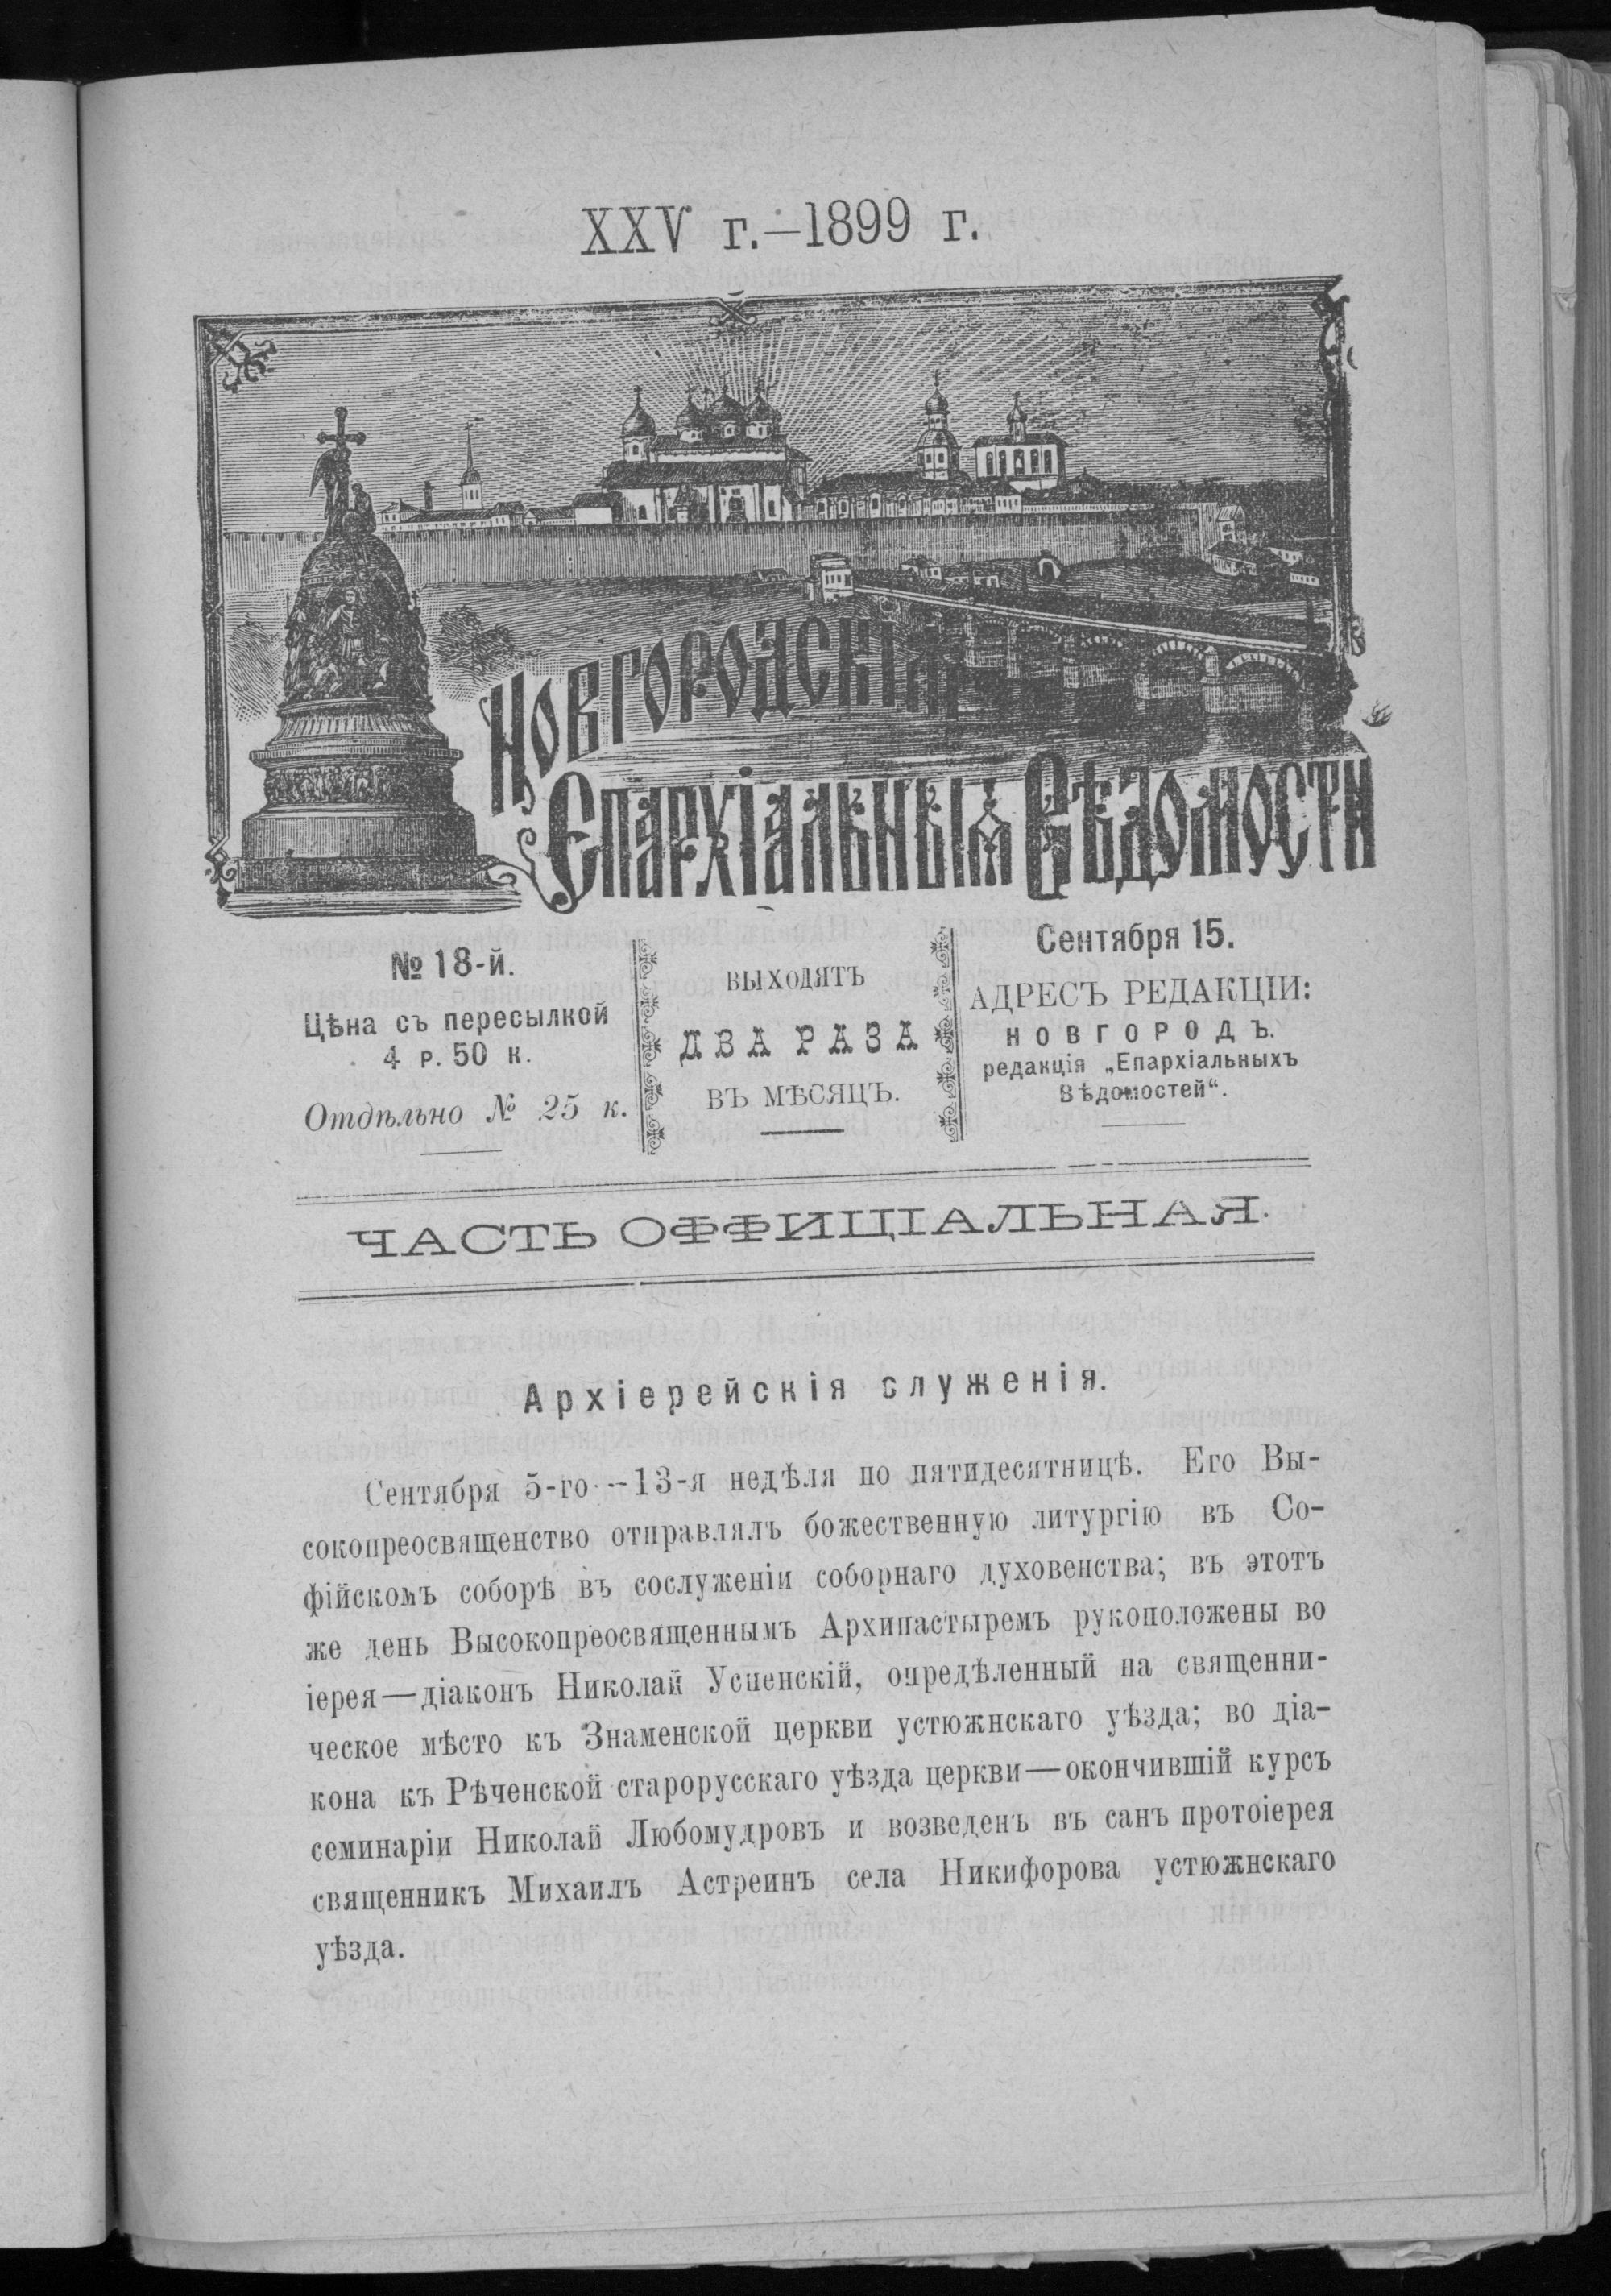 XXV г.—1899 г.
Новгородскія
Епархіальныя Вѣдомости
№ 18-й.
Цѣна съ пересылкой
4 р. 50 к.
Отдѣльно № 25 к.
ВЫХОДЯТЪ
ДВА РАЗА
ВЪ МѢСЯЦЪ.
Сентября 15.
АДРЕСЪ РЕДАКЦІИ:
НОВГОРОДЪ.
редакція „Епархіальныхъ
Вѣдомостей“.
ЧАСТЬ ОФФИЦІАЛЬНАЯ.
Архіерейскія служенія.
Сентября 5-го—13-я недѣля по пятидесятницѣ. Его Вы-
сокопреосвященство отправлялъ божественную литургію въ Со-
фійскомъ соборѣ въ сослуженіи соборнаго духовенства; въ этотъ
же день Высокопреосвященнымъ Архипастыремъ рукоположены во
іерея—діаконъ Николай Успенскій, опредѣленный на священни-
ческое мѣсто къ Знаменской церкви устюжнскаго уѣзда; во діа-
кона къ Рѣченской старорусскаго уѣзда церкви—окончившій курсъ
семинаріи Николай Любомудровъ и возведенъ въ санъ протоіерея
священникъ Михаилъ Астреинъ села Никифорова устюжнскаго
уѣзда.